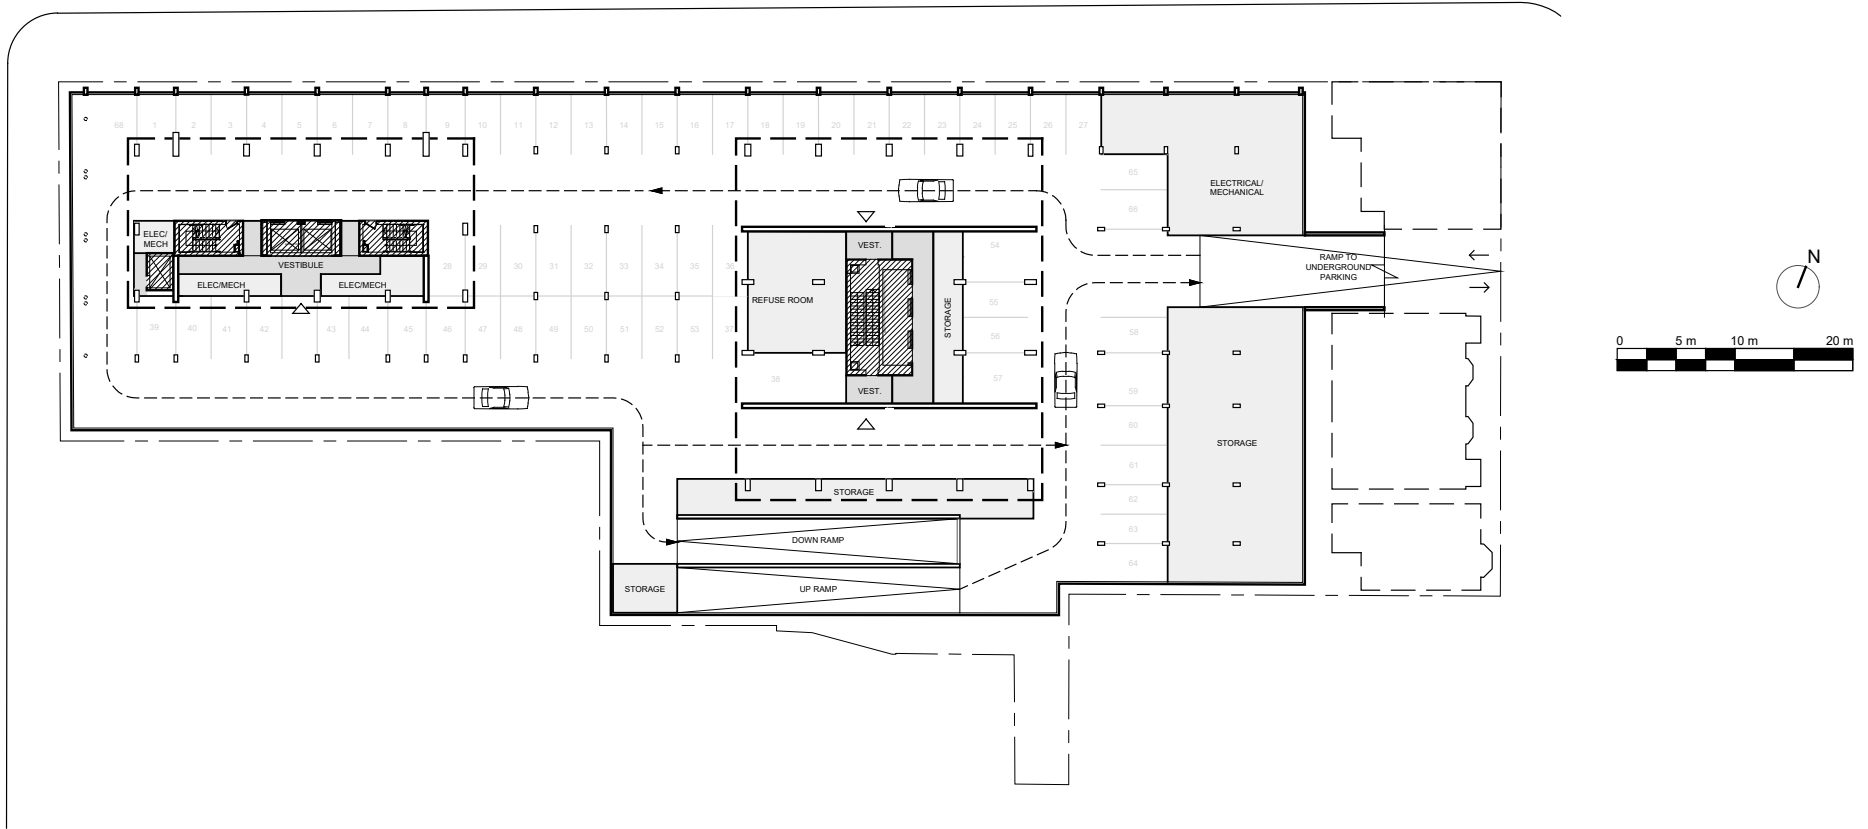 68 1 2 3 4 5 6 7 8 9 10 11 12 13 14 15 16 17 18 19 20 21 22 23 24 25 26 27
65
66
ELECTRICAL/
MECHANICAL
ELEC/
MECH
VESTIBULE
ELEC/MECH
ELEC/MECH
28 29 30 31 32 33 34 35 36
VEST.
54
REFUSE ROOM
STORAGE
55
56
57
38
VEST.
RAMP TO
UNDERGROUND
PARKING
N
0 5 m 10 m 20 m
39 40 41 42 43 44 45 46 47 48 49 50 51 52 53 37
58
59
60
61
62
63
64
STORAGE
STORAGE
DOWN RAMP
STORAGE
UP RAMP